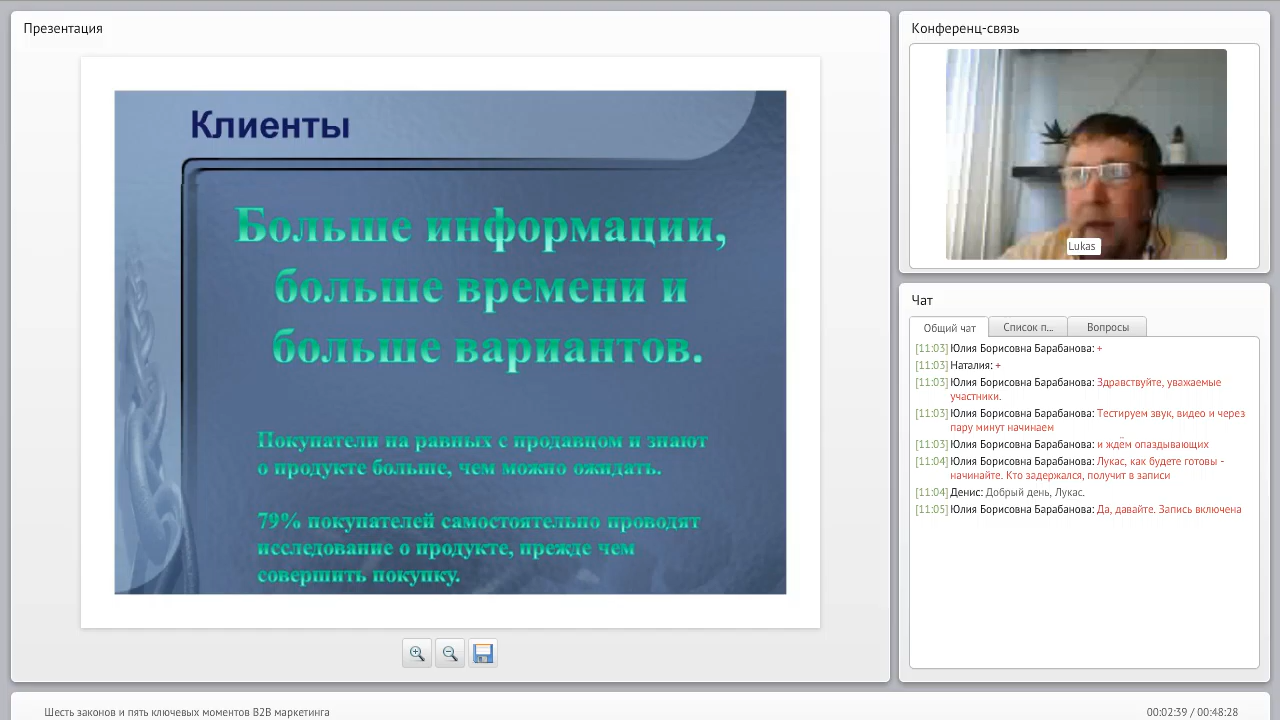 Презентация
Клиенты
Больше информации,
больше времени и
больше вариантов.
Покупатели на равных с продавцом и знают
о продукте больше, чем можно ожидать.
79% покупателей самостоятельно проводят
исследование о продукте, прежде чем
совершить покупку.
Конференц-связь
Lukas
Чат
Общий чат
Список п...
Вопросы
[11:03] Юлия Борисовна Барабанова: +
[11:03] Наталия: +
[11:03] Юлия Борисовна Барабанова: Здравствуйте, уважаемые
участники.
[11:03] Юлия Борисовна Барабанова: Тестируем звук, видео и через
пару минут начинаем
[11:03] Юлия Борисовна Барабанова: и ждём опаздывающих
[11:04] Юлия Борисовна Барабанова: Лукас, как будете готовы -
начинайте. Кто задержался, получит в записи
[11:04] Денис: Добрый день, Лукас.
[11:05] Юлия Борисовна Барабанова: Да, давайте. Запись включена
Шесть законов и пять ключевых моментов B2B маркетинга
00:02:39 / 00:48:28